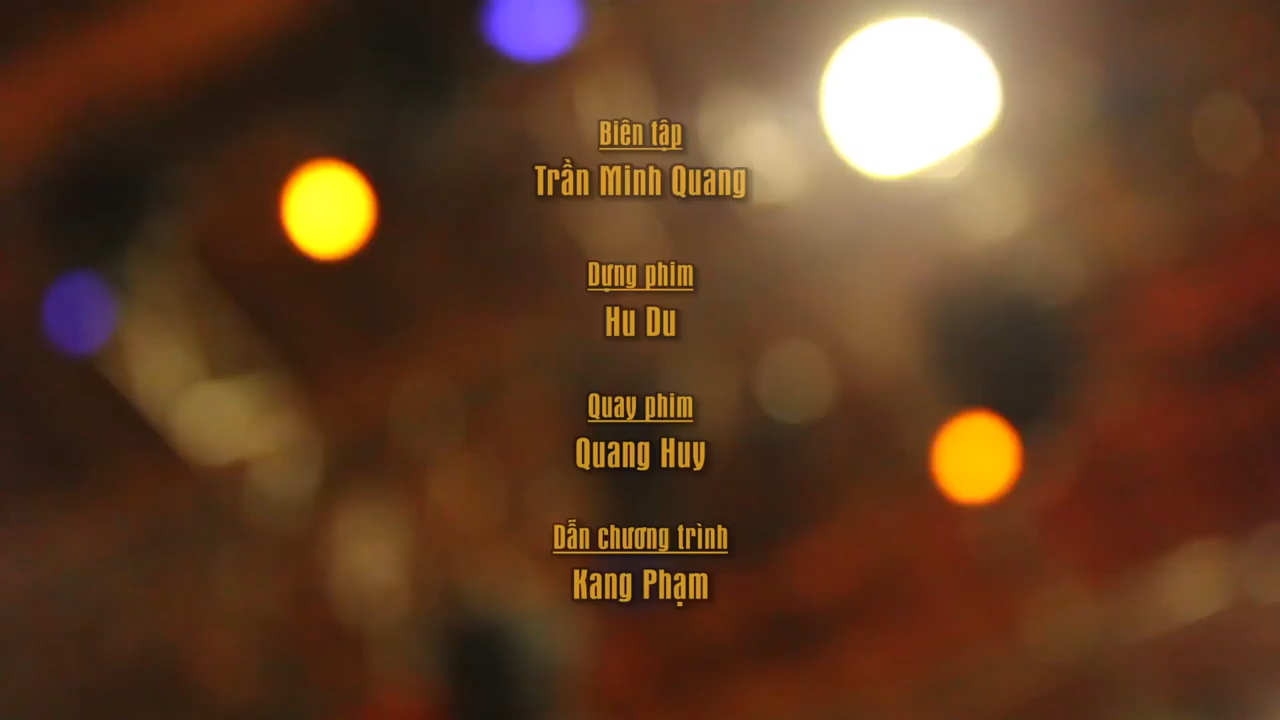 Biên tập
Trần Minh Quang
Dựng phim
Hu Du
Quay phim
Quang Huy
Dẫn chương trình
Kang Phạm